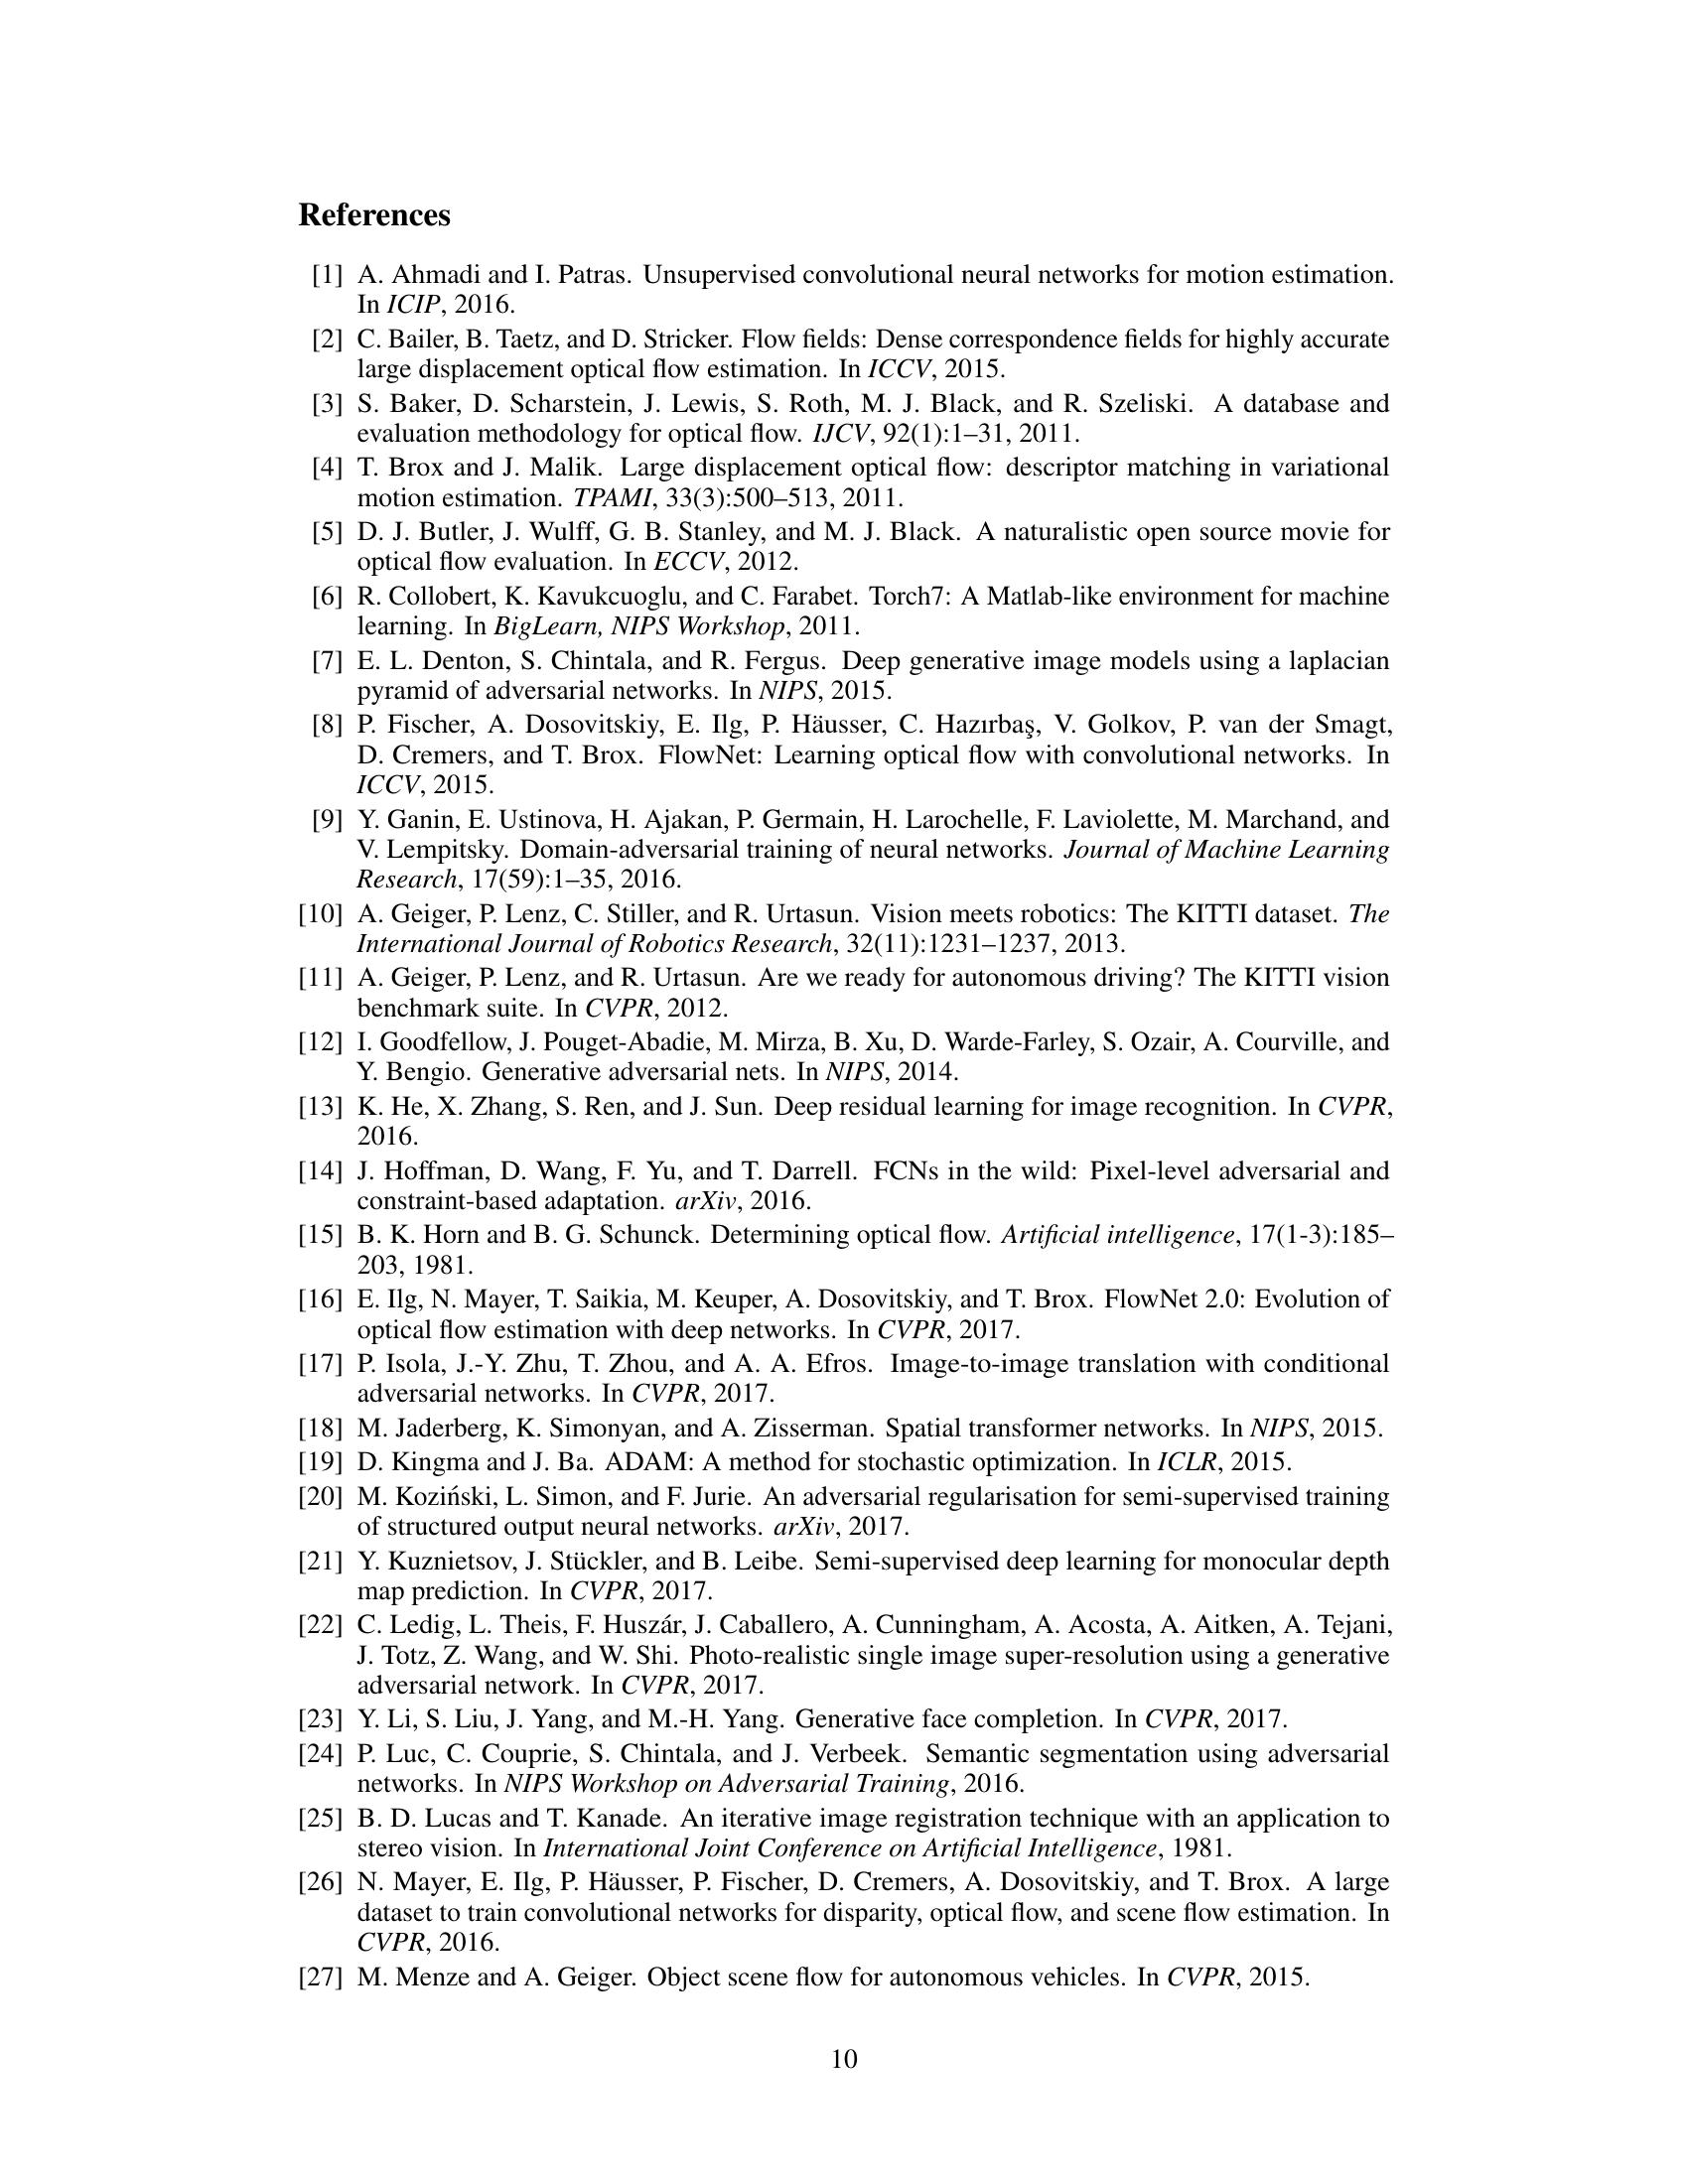 References
[1] A. Ahmadi and I. Patras. Unsupervised convolutional neural networks for motion estimation.
In ICIP, 2016.
[2] C. Bailer, B. Taetz, and D. Stricker. Flow fields: Dense correspondence fields for highly accurate
large displacement optical flow estimation. In ICCV, 2015.
[3] S. Baker, D. Scharstein, J. Lewis, S. Roth, M. J. Black, and R. Szeliski. A database and
evaluation methodology for optical flow. IJCV, 92(1):1–31, 2011.
[4] T. Brox and J. Malik. Large displacement optical flow: descriptor matching in variational
motion estimation. TPAMI, 33(3):500–513, 2011.
[5] D. J. Butler, J. Wulff, G. B. Stanley, and M. J. Black. A naturalistic open source movie for
optical flow evaluation. In ECCV, 2012.
[6] R. Collobert, K. Kavukcuoglu, and C. Farabet. Torch7: A Matlab-like environment for machine
learning. In BigLearn, NIPS Workshop, 2011.
[7] E. L. Denton, S. Chintala, and R. Fergus. Deep generative image models using a laplacian
pyramid of adversarial networks. In NIPS, 2015.
[8] P. Fischer, A. Dosovitskiy, E. Ilg, P. Häusser, C. Hazırbaş, V. Golkov, P. van der Smagt,
D. Cremers, and T. Brox. FlowNet: Learning optical flow with convolutional networks. In
ICCV, 2015.
[9] Y. Ganin, E. Ustinova, H. Ajakan, P. Germain, H. Larochelle, F. Laviolette, M. Marchand, and
V. Lempitsky. Domain-adversarial training of neural networks. Journal of Machine Learning
Research, 17(59):1–35, 2016.
[10] A. Geiger, P. Lenz, C. Stiller, and R. Urtasun. Vision meets robotics: The KITTI dataset. The
International Journal of Robotics Research, 32(11):1231–1237, 2013.
[11] A. Geiger, P. Lenz, and R. Urtasun. Are we ready for autonomous driving? The KITTI vision
benchmark suite. In CVPR, 2012.
[12] I. Goodfellow, J. Pouget-Abadie, M. Mirza, B. Xu, D. Warde-Farley, S. Ozair, A. Courville, and
Y. Bengio. Generative adversarial nets. In NIPS, 2014.
[13] K. He, X. Zhang, S. Ren, and J. Sun. Deep residual learning for image recognition. In CVPR,
2016.
[14] J. Hoffman, D. Wang, F. Yu, and T. Darrell. FCNs in the wild: Pixel-level adversarial and
constraint-based adaptation. arXiv, 2016.
[15] B. K. Horn and B. G. Schunck. Determining optical flow. Artificial intelligence, 17(1-3):185–
203, 1981.
[16] E. Ilg, N. Mayer, T. Saikia, M. Keuper, A. Dosovitskiy, and T. Brox. FlowNet 2.0: Evolution of
optical flow estimation with deep networks. In CVPR, 2017.
[17] P. Isola, J.-Y. Zhu, T. Zhou, and A. A. Efros. Image-to-image translation with conditional
adversarial networks. In CVPR, 2017.
[18] M. Jaderberg, K. Simonyan, and A. Zisserman. Spatial transformer networks. In NIPS, 2015.
[19] D. Kingma and J. Ba. ADAM: A method for stochastic optimization. In ICLR, 2015.
[20] M. Koziński, L. Simon, and F. Jurie. An adversarial regularisation for semi-supervised training
of structured output neural networks. arXiv, 2017.
[21] Y. Kuznietsov, J. Stückler, and B. Leibe. Semi-supervised deep learning for monocular depth
map prediction. In CVPR, 2017.
[22] C. Ledig, L. Theis, F. Huszár, J. Caballero, A. Cunningham, A. Acosta, A. Aitken, A. Tejani,
J. Totz, Z. Wang, and W. Shi. Photo-realistic single image super-resolution using a generative
adversarial network. In CVPR, 2017.
[23] Y. Li, S. Liu, J. Yang, and M.-H. Yang. Generative face completion. In CVPR, 2017.
[24] P. Luc, C. Couprie, S. Chintala, and J. Verbeek. Semantic segmentation using adversarial
networks. In NIPS Workshop on Adversarial Training, 2016.
[25] B. D. Lucas and T. Kanade. An iterative image registration technique with an application to
stereo vision. In International Joint Conference on Artificial Intelligence, 1981.
[26] N. Mayer, E. Ilg, P. Häusser, P. Fischer, D. Cremers, A. Dosovitskiy, and T. Brox. A large
dataset to train convolutional networks for disparity, optical flow, and scene flow estimation. In
CVPR, 2016.
[27] M. Menze and A. Geiger. Object scene flow for autonomous vehicles. In CVPR, 2015.
10